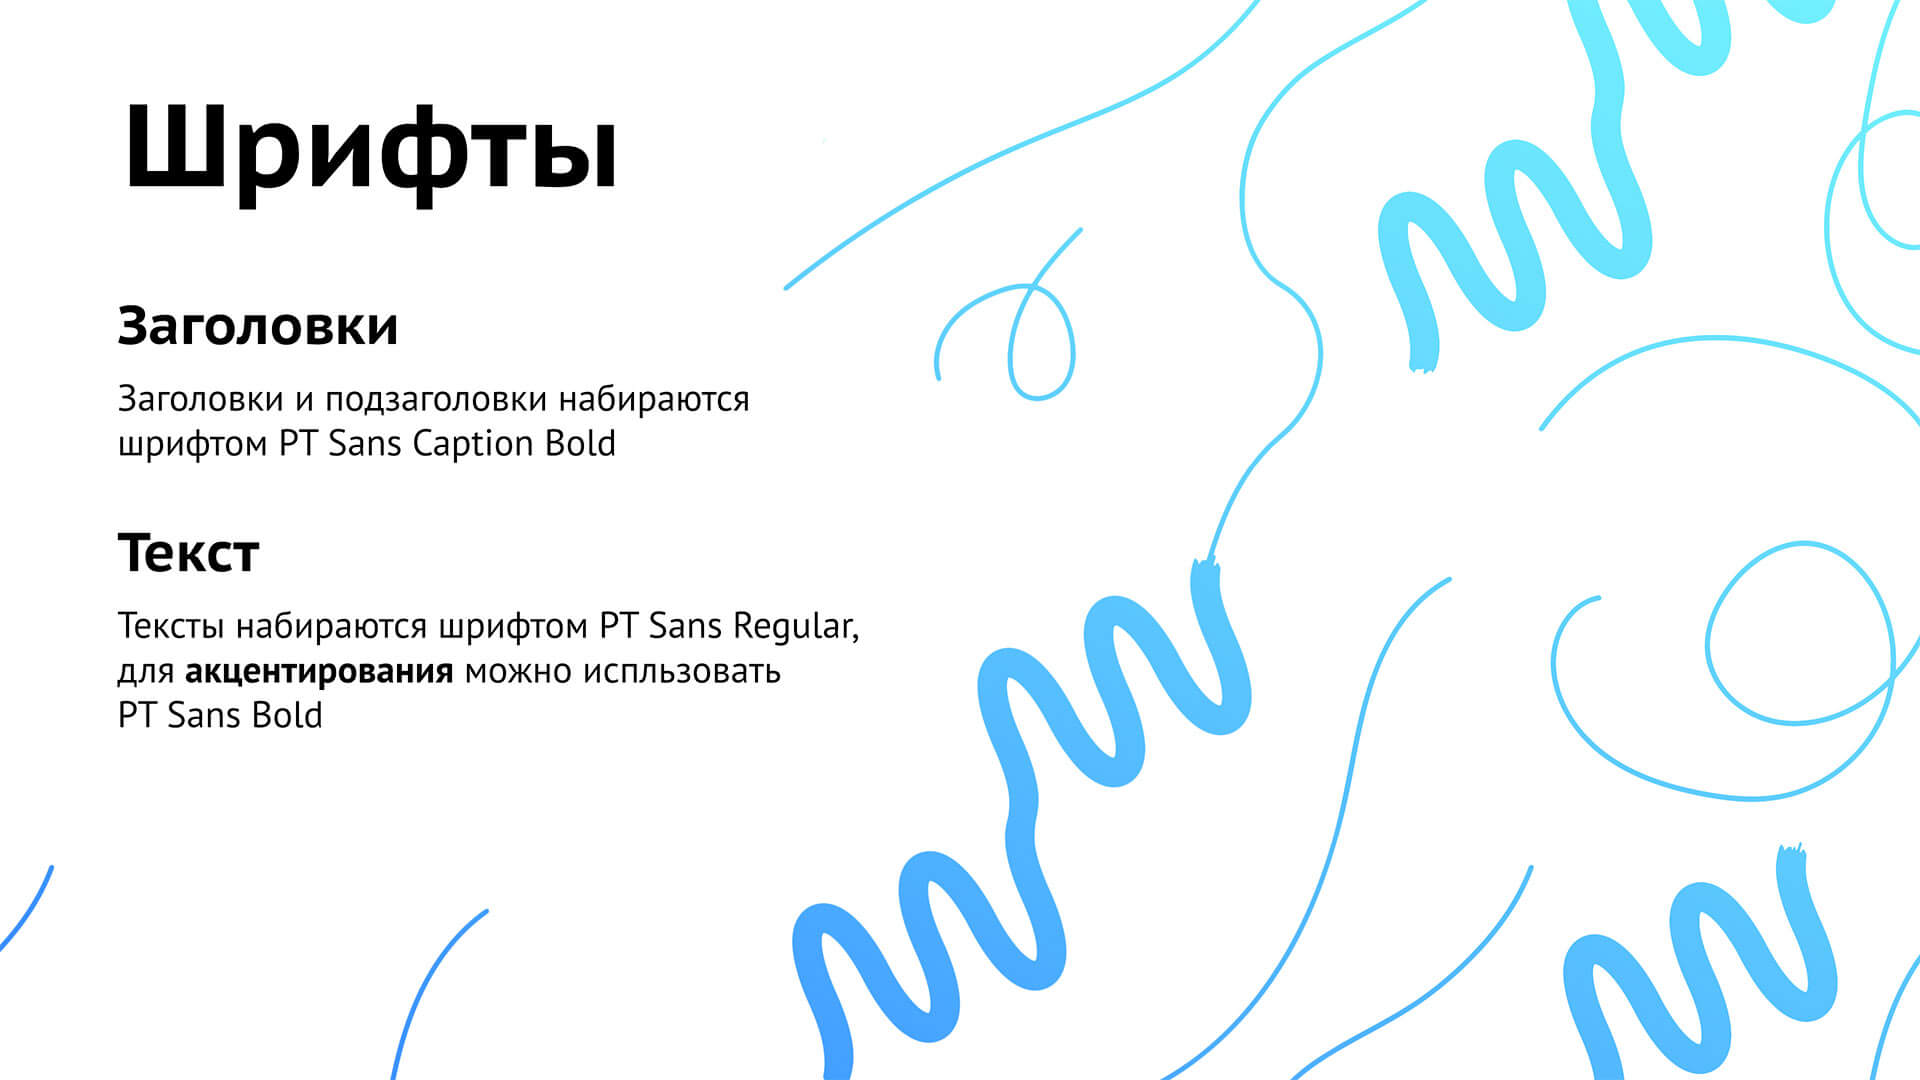 Шрифты
Заголовки
Заголовки и подзаголовки набираются
шрифтом PT Sans Caption Bold
Текст
Тексты набираются шрифтом PT Sans Regular,
для акцентирования можно испльзовать
PT Sans Bold